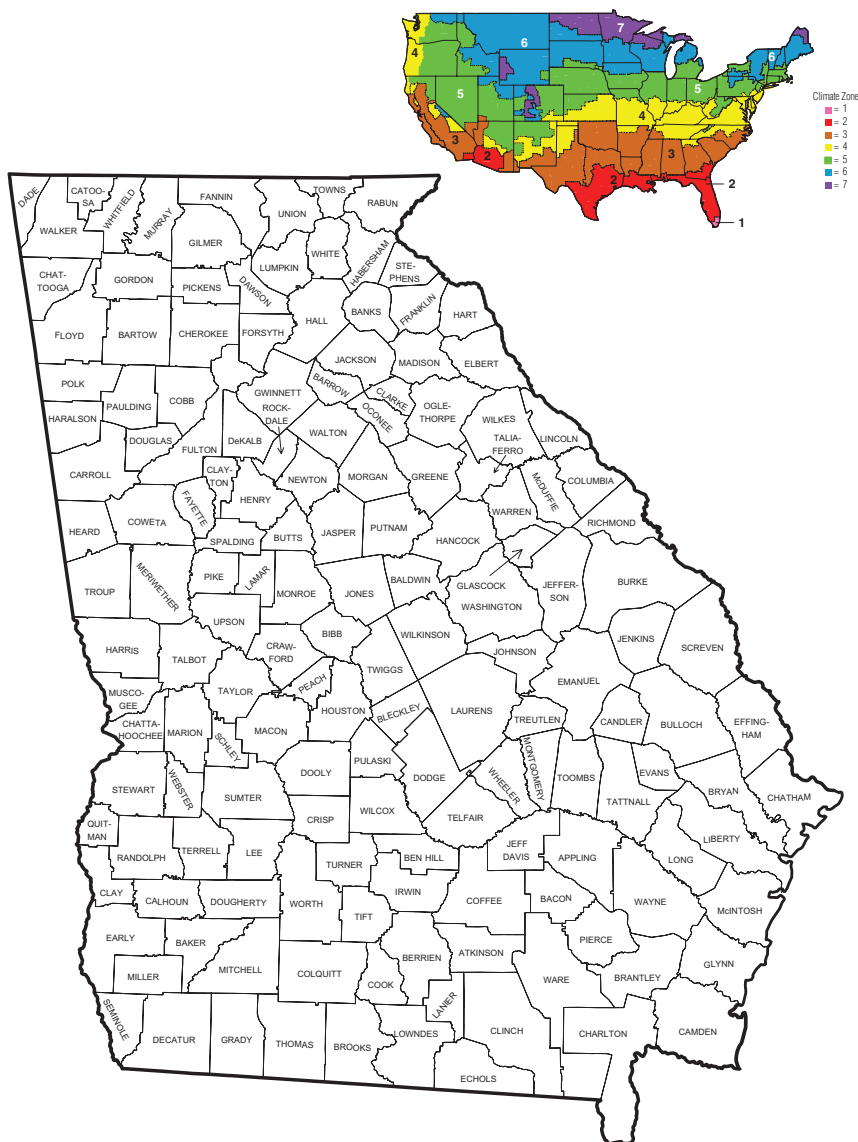 7
4
6
6
5
5
4
3
3
2
2
2
1
Climate Zone
= 1
= 2
= 3
= 4
= 5
= 6
= 7
DADE
CATOO-
SA
WHITFIELD
MURRAY
FANNIN
UNION
TOWNS
RABUN
WALKER
GILMER
LUMPKIN
WHITE
HABERSHAM
STE-
PHENS
CHAT-
TOOGA
GORDON
PICKENS
DAWSON
HALL
BANKS
FRANKLIN
HART
FLOYD
BARTOW
CHEROKEE
FORSYTH
JACKSON
MADISON
ELBERT
POLK
PAULDING
COBB
GWINNETT
BARROW
CLARKE
OCONEE
OGLE-
THORPE
WILKES
LINCOLN
HARALSON
DOUGLAS
FULTON
DeKALB
ROCK-
DALE
WALTON
TALIA-
FERRO
CARROLL
CLAY-
TON
NEWTON
MORGAN
GREENE
McDUFFIE
COLUMBIA
HEARD
COWETA
FAYETTE
HENRY
SPALDING
BUTTS
JASPER
PUTNAM
HANCOCK
WARREN
RICHMOND
TROUP
MERIWETHER
PIKE
LAMAR
MONROE
JONES
BALDWIN
GLASCOCK
WASHINGTON
JEFFER-
SON
BURKE
UPSON
HARRIS
TALBOT
CRAW-
FORD
BIBB
WILKINSON
JOHNSON
JENKINS
SCREVEN
TWIGGS
EMANUEL
MUSCO-
GEE
TAYLOR
PEACH
HOUSTON
BLECKLEY
LAURENS
TREUTLEN
CANDLER
BULLOCH
EFFING-
HAM
CHATTA-
HOOCHEE
MARION
SCHLEY
MACON
DOOLY
PULASKI
DODGE
WHEELER
MONTGOMERY
TOOMBS
TATTNALL
EVANS
BRYAN
CHATHAM
STEWART
WEBSTER
SUMTER
CRISP
WILCOX
TELFAIR
LIBERTY
QUIT-
MAN
RANDOLPH
TERRELL
LEE
TURNER
BEN HILL
JEFF
DAVIS
APPLING
LONG
CLAY
CALHOUN
DOUGHERTY
WORTH
TIFT
IRWIN
COFFEE
BACON
WAYNE
McINTOSH
EARLY
BAKER
MILLER
MITCHELL
COLQUITT
COOK
BERRIEN
ATKINSON
PIERCE
WARE
BRANTLEY
GLYNN
SEMINOLE
DECATUR
GRADY
THOMAS
BROOKS
LOWNDES
LANIER
CLINCH
CHARLTON
CAMDEN
ECHOLS